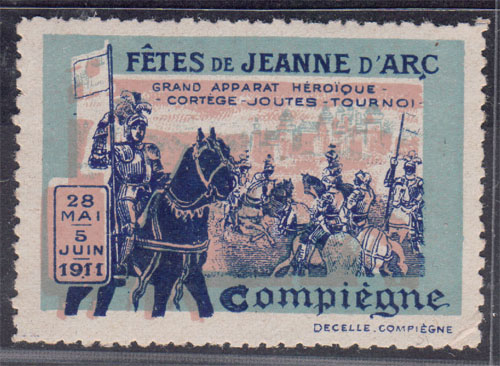 FÊTES DE JEANNE D'ARC
GRAND APPARAT HÉROÏQUE -
- CORTÈGE - JOUTES - TOURNOI -
28
MAI
5
JUIN
1911
Compiègne
DECELLE. COMPIÈGNE